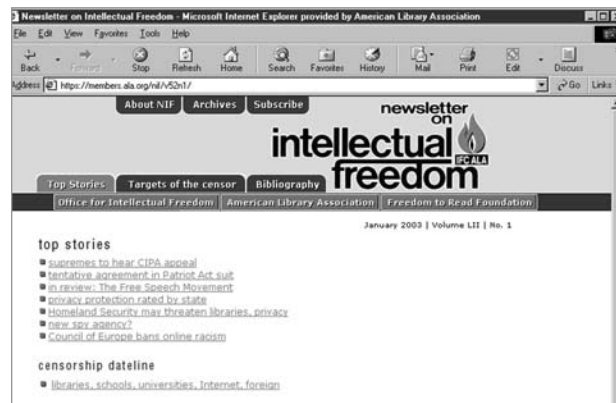 Newsletter on Intellectual Freedom - Microsoft Internet Explorer provided by American Library Association
File Edit View Favorites Tools Help
Back Forward Stop Refresh Home Search Favorites History Mail Print Edit Discuss
Address https://members.ala.org/nif/v52n1/ Go Links
About NIF Archives Subscribe
newsletter
on
intellectual
freedom
IFC ALA
Top Stories Targets of the censor Bibliography
Office for Intellectual Freedom American Library Association Freedom to Read Foundation
January 2003 | Volume LII | No. 1
top stories
supremes to hear CIPA appeal
tentative agreement in Patriot Act suit
in review: The Free Speech Movement
privacy protection rated by state
Homeland Security may threaten libraries, privacy
new spy agency?
Council of Europe bans online racism
censorship dateline
libraries, schools, universities, Internet, foreign